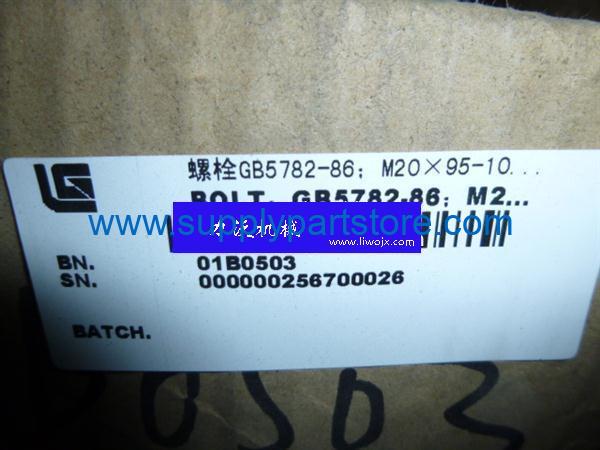 螺栓GB5782-86; M20×95-10...
BOLT, GB5782-86; M2...
www.supplypartstore.com
www.liwojx.com
BN. 01B0503
SN. 000000256700026
BATCH.